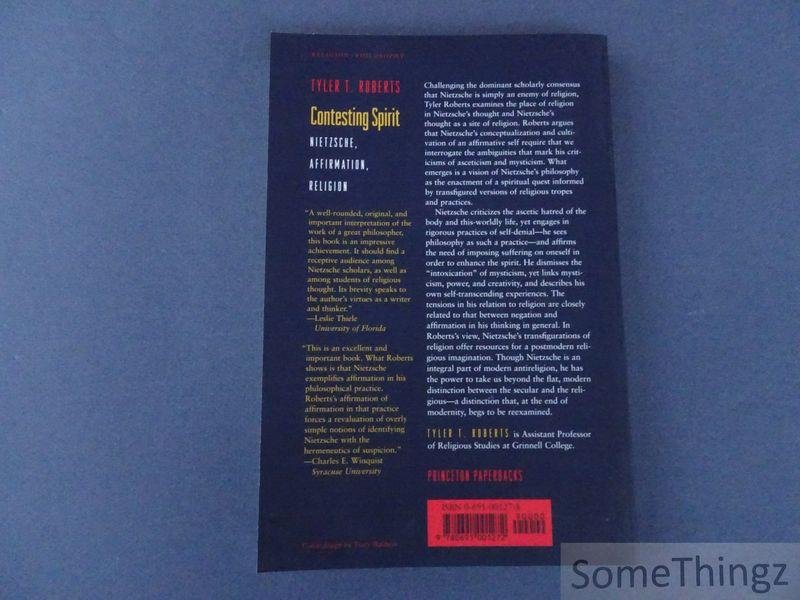 RELIGION / PHILOSOPHY
TYLER T. ROBERTS
Contesting Spirit
NIETZSCHE,
AFFIRMATION,
RELIGION
"A well-rounded, original, and
important interpretation of the
work of a great philosopher,
this book is an impressive
achievement. It should find a
receptive audience among
Nietzsche scholars, as well as
among students of religious
thought. Its brevity speaks to
the author's virtues as a writer
and thinker."
—Leslie Thiele
University of Florida
"This is an excellent and
important book. What Roberts
shows is that Nietzsche
exemplifies affirmation in his
philosophical practice.
Roberts's affirmation of
affirmation in that practice
forces a revaluation of overly
simple notions of identifying
Nietzsche with the
hermeneutics of suspicion."
—Charles E. Winquist
Syracuse University
Cover design by Tracy Baldwin
Challenging the dominant scholarly consensus
that Nietzsche is simply an enemy of religion,
Tyler Roberts examines the place of religion
in Nietzsche's thought and Nietzsche's
thought as a site of religion. Roberts argues
that Nietzsche's conceptualization and culti-
vation of an affirmative self require that we
interrogate the ambiguities that mark his crit-
icisms of asceticism and mysticism. What
emerges is a vision of Nietzsche's philosophy
as the enactment of a spiritual quest informed
by transfigured versions of religious tropes
and practices.
Nietzsche criticizes the ascetic hatred of the
body and this-worldly life, yet engages in
rigorous practices of self-denial—he sees
philosophy as such a practice—and affirms
the need of imposing suffering on oneself in
order to enhance the spirit. He dismisses the
"intoxication" of mysticism, yet links mysti-
cism, power, and creativity, and describes his
own self-transcending experiences. The
tensions in his relation to religion are closely
related to that between negation and
affirmation in his thinking in general. In
Roberts's view, Nietzsche's transfigurations of
religion offer resources for a postmodern reli-
gious imagination. Though Nietzsche is an
integral part of modern antireligion, he has
the power to take us beyond the flat, modern
distinction between the secular and the reli-
gious—a distinction that, at the end of
modernity, begs to be reexamined.
TYLER T. ROBERTS is Assistant Professor
of Religious Studies at Grinnell College.
PRINCETON PAPERBACKS
ISBN 0-691-00127-8
90000
9 780691 001272
SomeThingz